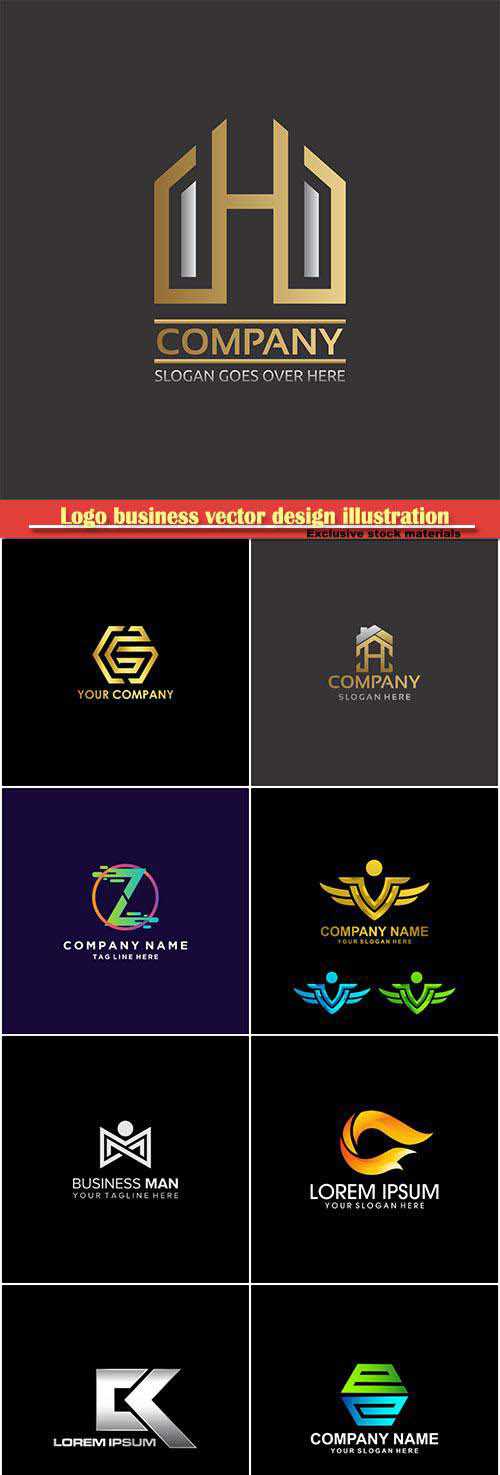 COMPANY
SLOGAN GOES OVER HERE
Logo business vector design illustration
Exclusive stock materials
YOUR COMPANY
COMPANY
SLOGAN HERE
Z
COMPANY NAME
TAG LINE HERE
COMPANY NAME
YOUR SLOGAN HERE
BUSINESS MAN
YOUR TAGLINE HERE
LOREM IPSUM
YOUR SLOGAN HERE
LOREM IPSUM
COMPANY NAME
YOUR SLOGAN HERE